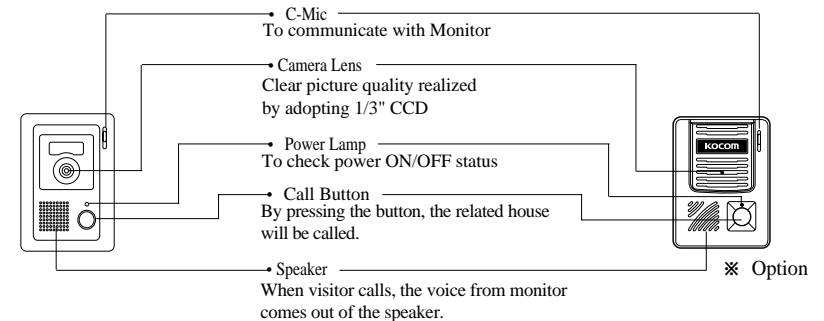 • C-Mic
To communicate with Monitor
• Camera Lens
Clear picture quality realized
by adopting 1/3" CCD
KOCOM
• Power Lamp
To check power ON/OFF status
• Call Button
By pressing the button, the related house
will be called.
• Speaker
※ Option
When visitor calls, the voice from monitor
comes out of the speaker.